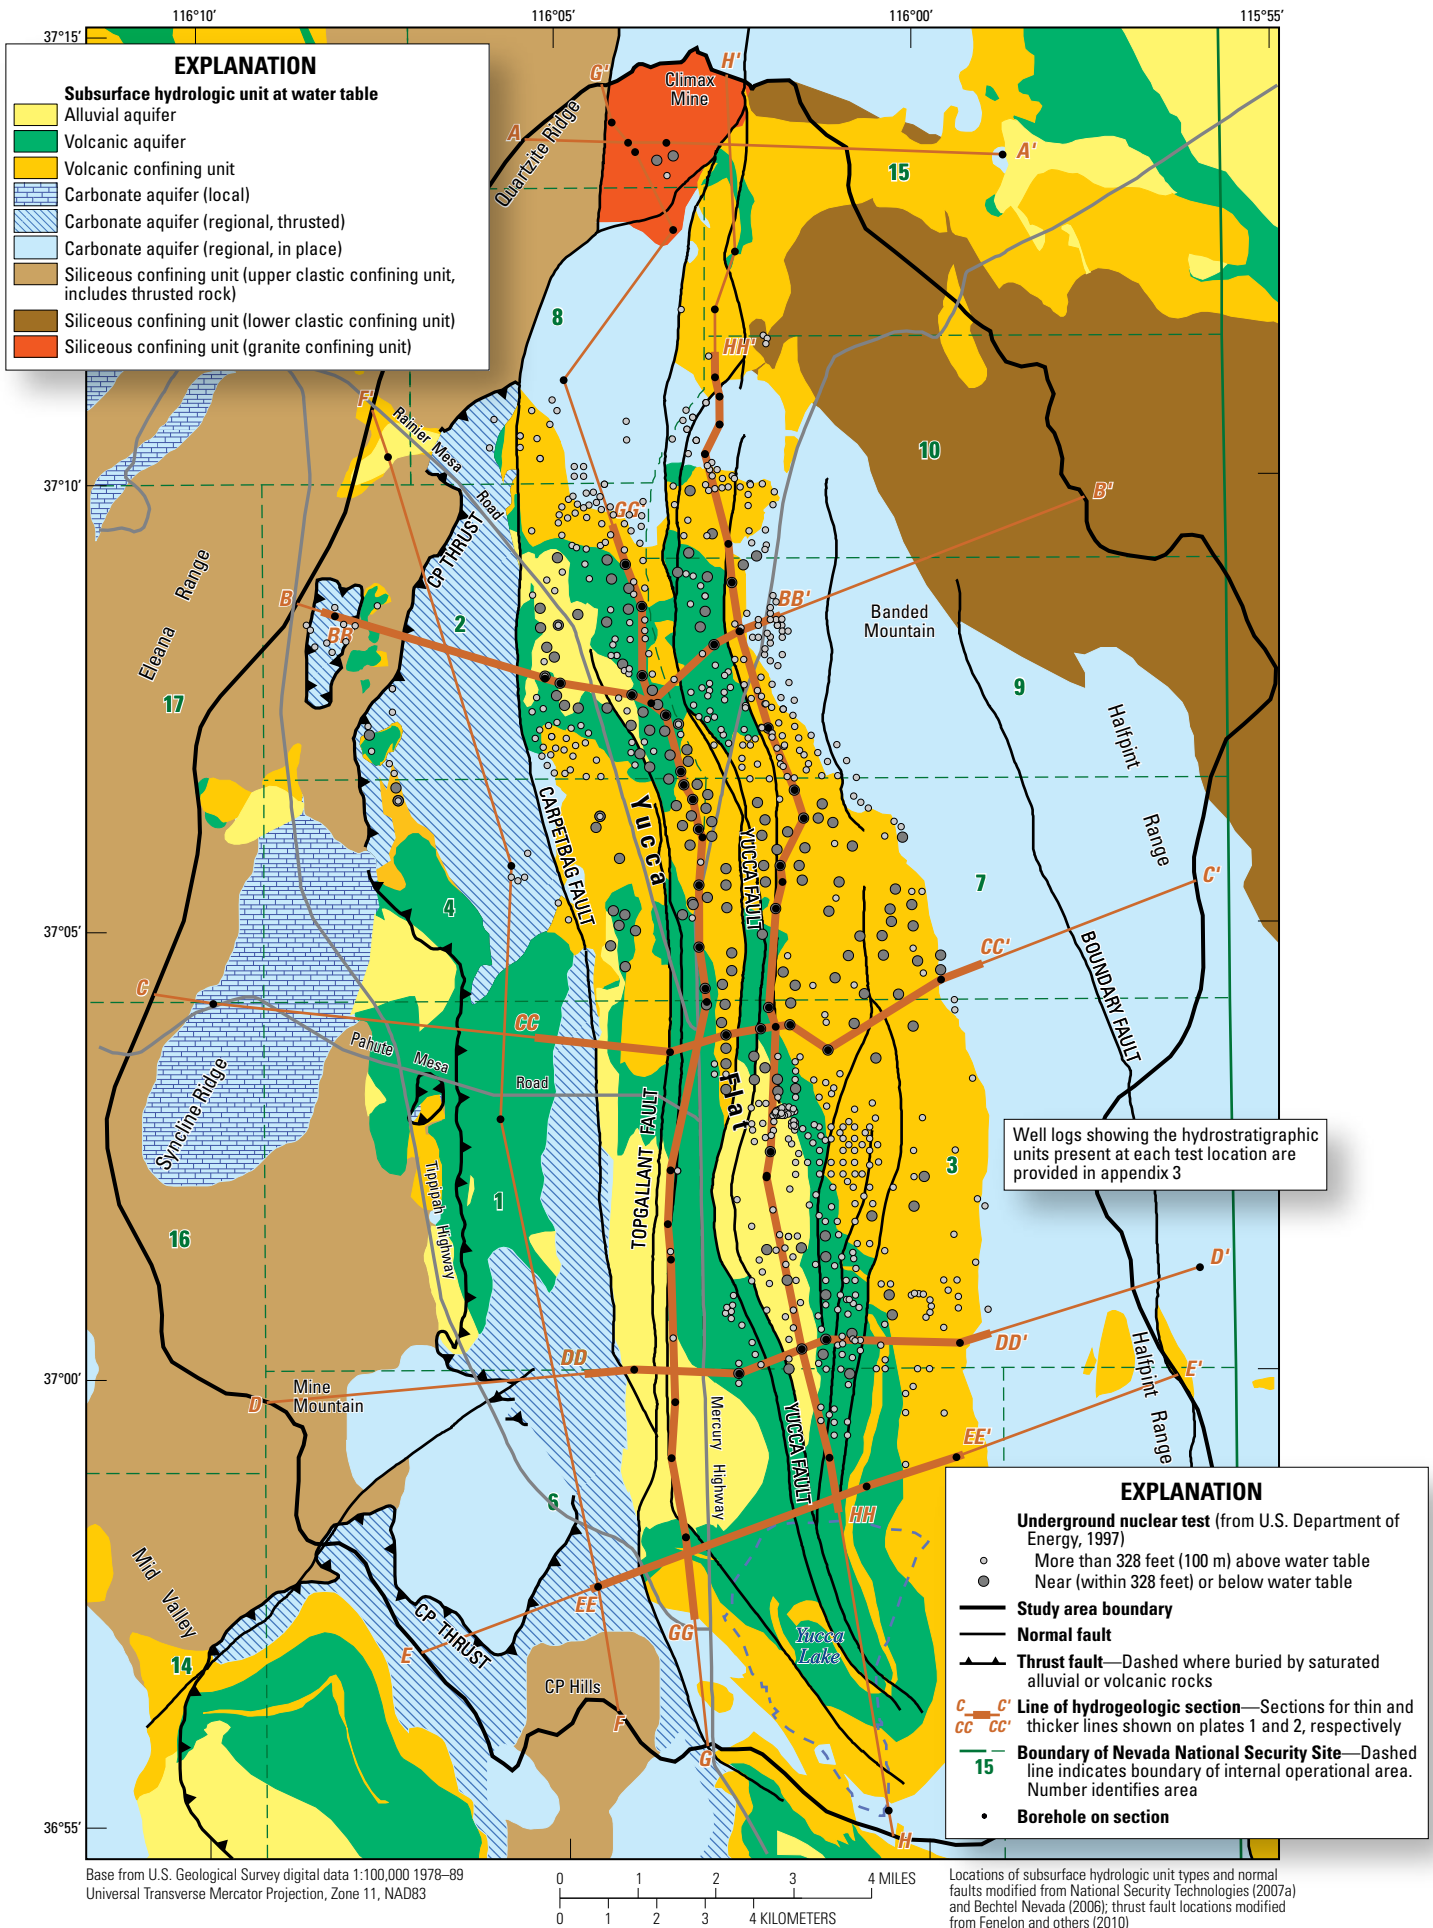 116°10′
116°05′
116°00′
115°55′
37°15′
EXPLANATION
Subsurface hydrologic unit at water table
Alluvial aquifer
Volcanic aquifer
Volcanic confining unit
Carbonate aquifer (local)
Carbonate aquifer (regional, thrusted)
Carbonate aquifer (regional, in place)
Siliceous confining unit (upper clastic confining unit,
includes thrusted rock)
Siliceous confining unit (lower clastic confining unit)
Siliceous confining unit (granite confining unit)
G'
H'
Climax
Mine
A
Quartzite Ridge
A'
15
8
HH'
F'
Rainier Mesa
Road
10
37°10′
B'
GG'
CP THRUST
Eleana Range
B
BB
2
BB'
Banded
Mountain
9
17
Halfpint
Range
CARPETBAG FAULT
Yucca
YUCCA FAULT
7
C'
4
CC'
37°05′
BOUNDARY FAULT
C
CC
Pahute
Mesa
Road
Flat
Syncline Ridge
TOPGALLANT FAULT
Tippipah Highway
1
3
Well logs showing the hydrostratigraphic
units present at each test location are
provided in appendix 3
16
D'
DD
DD'
Halfpint Range
E'
37°00′
D
Mine
Mountain
Mercury Highway
YUCCA FAULT
EE'
6
HH
Mid Valley
CP THRUST
EE
E
GG
Yucca
Lake
14
CP Hills
F
G
H
36°55′
EXPLANATION
Underground nuclear test (from U.S. Department of
Energy, 1997)
More than 328 feet (100 m) above water table
Near (within 328 feet) or below water table
Study area boundary
Normal fault
Thrust fault—Dashed where buried by saturated
alluvial or volcanic rocks
C C' Line of hydrogeologic section—Sections for thin and
CC CC' thicker lines shown on plates 1 and 2, respectively
Boundary of Nevada National Security Site—Dashed
15 line indicates boundary of internal operational area.
Number identifies area
Borehole on section
Base from U.S. Geological Survey digital data 1:100,000 1978–89
Universal Transverse Mercator Projection, Zone 11, NAD83
0 1 2 3 4 MILES
0 1 2 3 4 KILOMETERS
Locations of subsurface hydrologic unit types and normal
faults modified from National Security Technologies (2007a)
and Bechtel Nevada (2006); thrust fault locations modified
from Fenelon and others (2010)